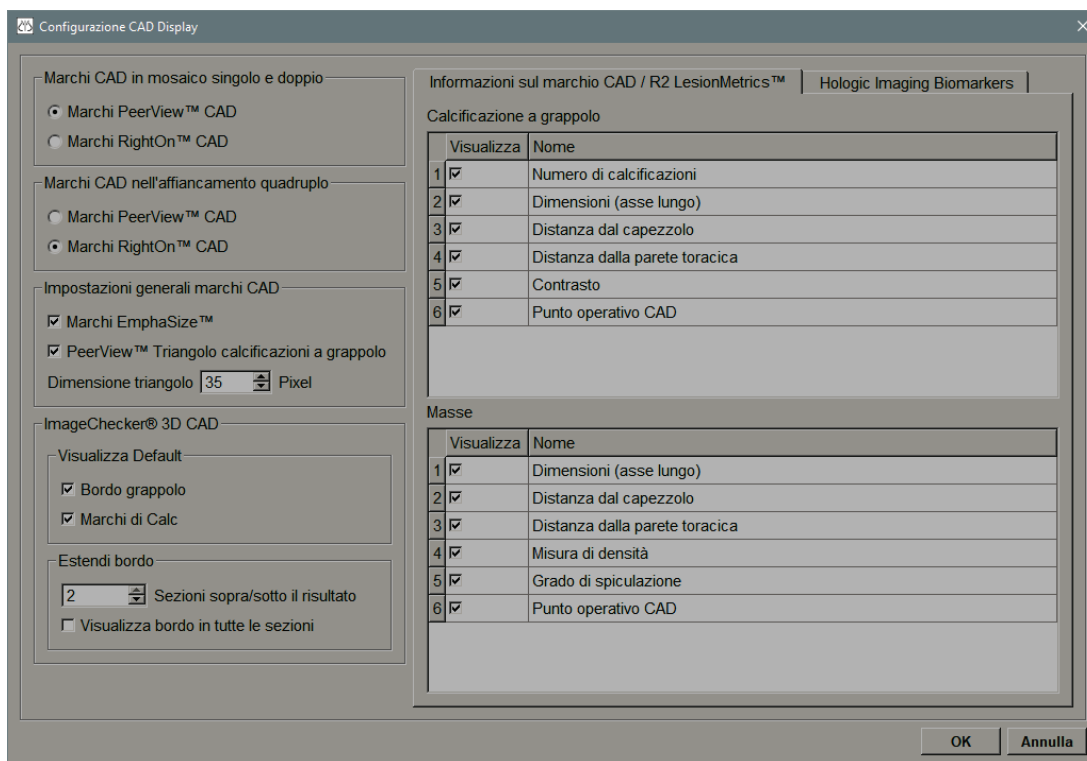 Configurazione CAD Display
Marchi CAD in mosaico singolo e doppio
Marchi PeerView™ CAD
Marchi RightOn™ CAD
Marchi CAD nell'affiancamento quadruplo
Marchi PeerView™ CAD
Marchi RightOn™ CAD
Impostazioni generali marchi CAD
Marchi EmphaSize™
PeerView™ Triangolo calcificazioni a grappolo
Dimensione triangolo 35 Pixel
ImageChecker® 3D CAD
Visualizza Default
Bordo grappolo
Marchi di Calc
Estendi bordo
2 Sezioni sopra/sotto il risultato
Visualizza bordo in tutte le sezioni
Informazioni sul marchio CAD / R2 LesionMetrics™ Hologic Imaging Biomarkers
Calcificazione a grappolo
Visualizza Nome
1 Numero di calcificazioni
2 Dimensioni (asse lungo)
3 Distanza dal capezzolo
4 Distanza dalla parete toracica
5 Contrasto
6 Punto operativo CAD
Masse
Visualizza Nome
1 Dimensioni (asse lungo)
2 Distanza dal capezzolo
3 Distanza dalla parete toracica
4 Misura di densità
5 Grado di spiculazione
6 Punto operativo CAD
OK Annulla